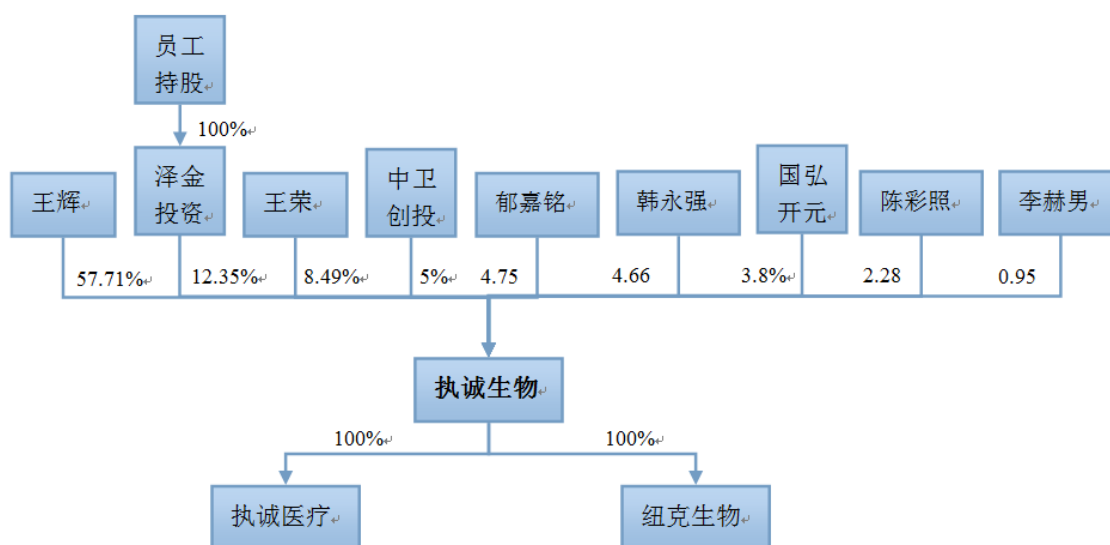 员工
持股
100%
王辉
泽金
投资
王荣
中卫
创投
郁嘉铭
韩永强
国弘
开元
陈彩照
李赫男
57.71%
12.35%
8.49%
5%
4.75
4.66
3.8%
2.28
0.95
执诚生物
100%
100%
执诚医疗
纽克生物